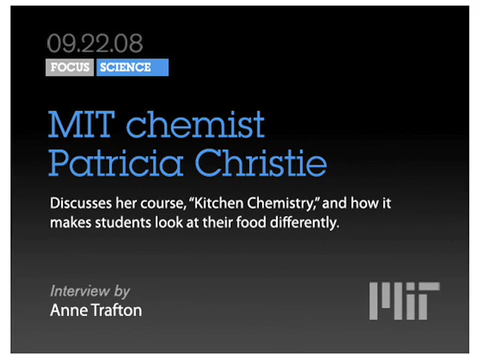 09.22.08
FOCUS SCIENCE
MIT chemist
Patricia Christie
Discusses her course, “Kitchen Chemistry,” and how it
makes students look at their food differently.
Interview by
Anne Trafton
MIT